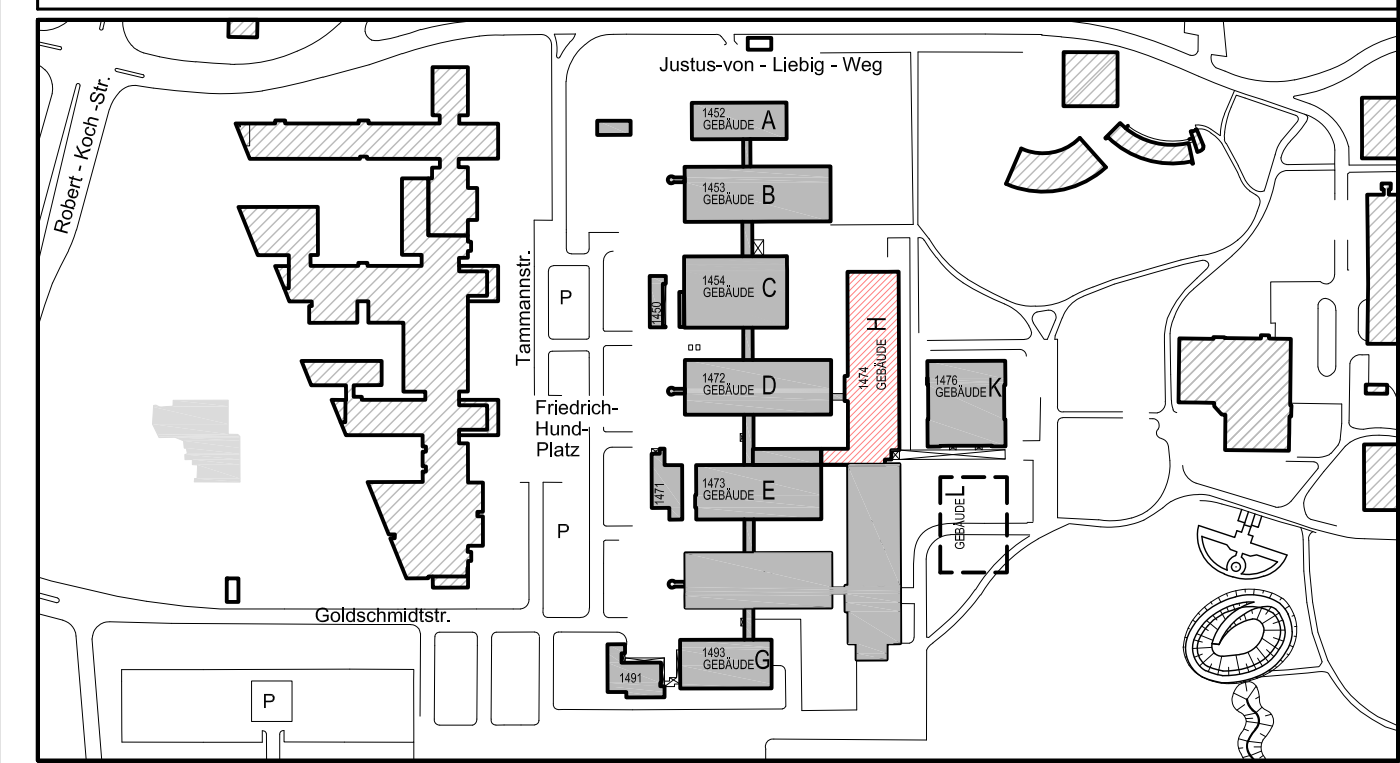 Justus-von - Liebig - Weg
Robert - Koch -Str.
1452
GEBÄUDE A
1453
GEBÄUDE B
Tammannstr.
P
1450
1454
GEBÄUDE C
1474
GEBÄUDE H
1472
GEBÄUDE D
1476
GEBÄUDE K
Friedrich-
Hund-
Platz
1471
1473
GEBÄUDE E
GEBÄUDE L
P
Goldschmidtstr.
1491
1493
GEBÄUDE G
P